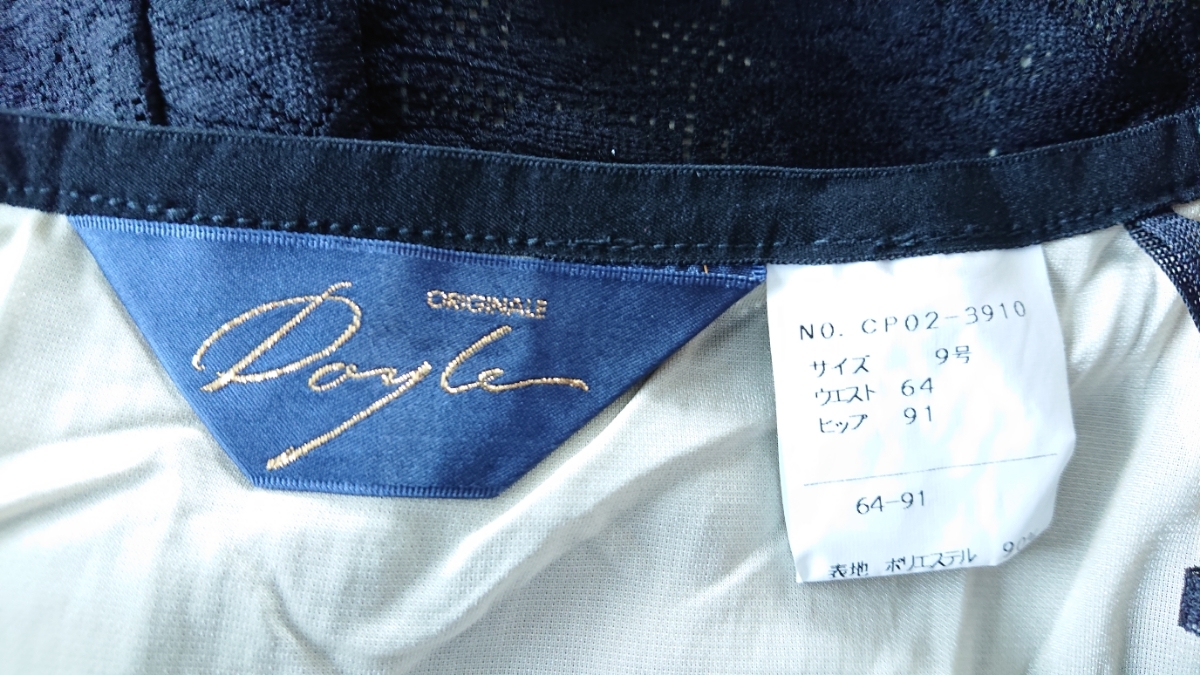 ORIGINALE
Doyle
NO. CP02-3910
サイズ 9号
ウエスト 64
ヒップ 91
64-91
表地 ポリエステル 90%